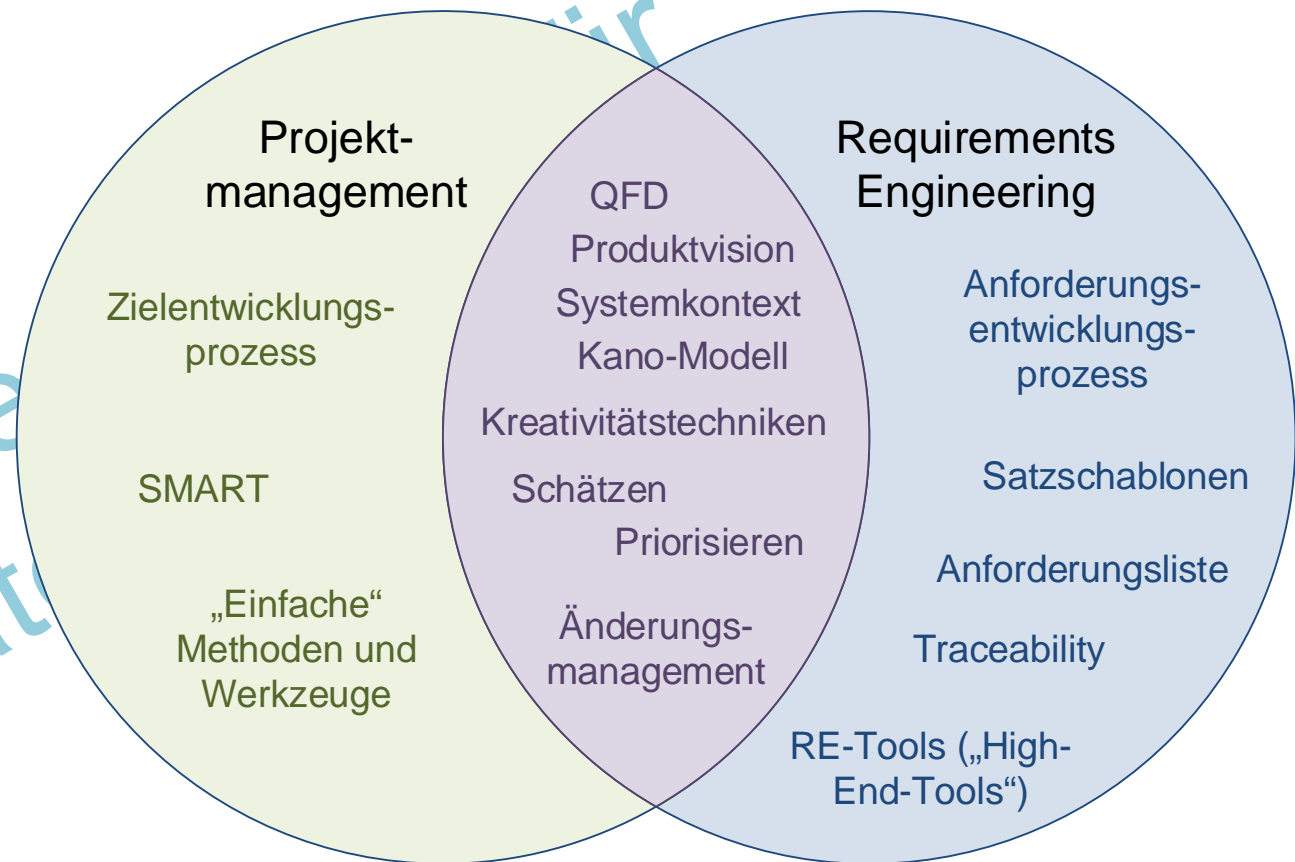 Projekt-
management
Zielentwicklungs-
prozess
SMART
„Einfache“
Methoden und
Werkzeuge
QFD
Produktvision
Systemkontext
Kano-Modell
Kreativitätstechniken
Schätzen
Priorisieren
Änderungs-
management
Requirements
Engineering
Anforderungs-
entwicklungs-
prozess
Satzschablonen
Anforderungsliste
Traceability
RE-Tools („High-
End-Tools“)